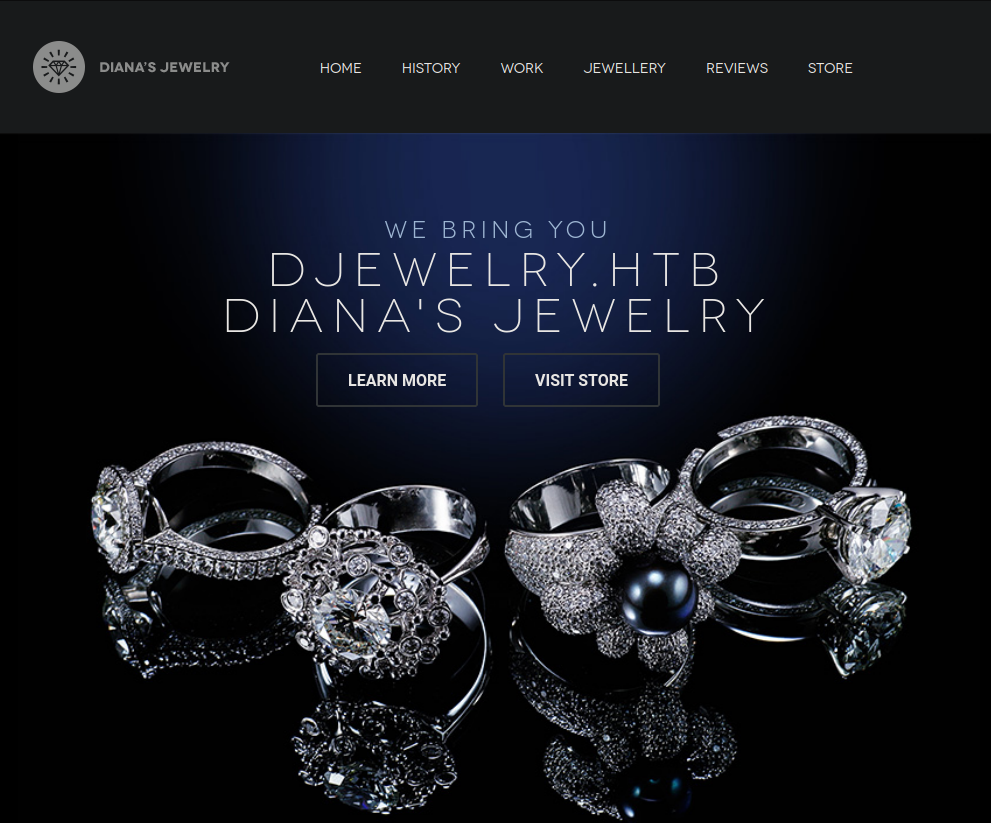 DIANA'S JEWELRY
HOME HISTORY WORK JEWELLERY REVIEWS STORE
WE BRING YOU
DJEWELRY.HTB
DIANA'S JEWELRY
LEARN MORE VISIT STORE